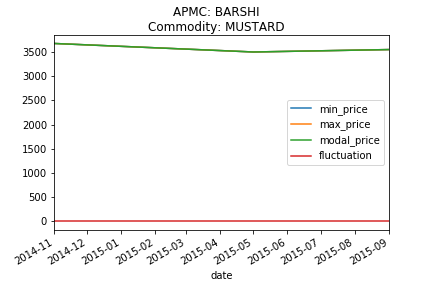 APMC: BARSHI
Commodity: MUSTARD
3500
3000
2500
2000
1500
1000
500
0
min_price
max_price
modal_price
fluctuation
2014-11
2014-12
2015-01
2015-02
2015-03
2015-04
2015-05
2015-06
2015-07
2015-08
2015-09
date